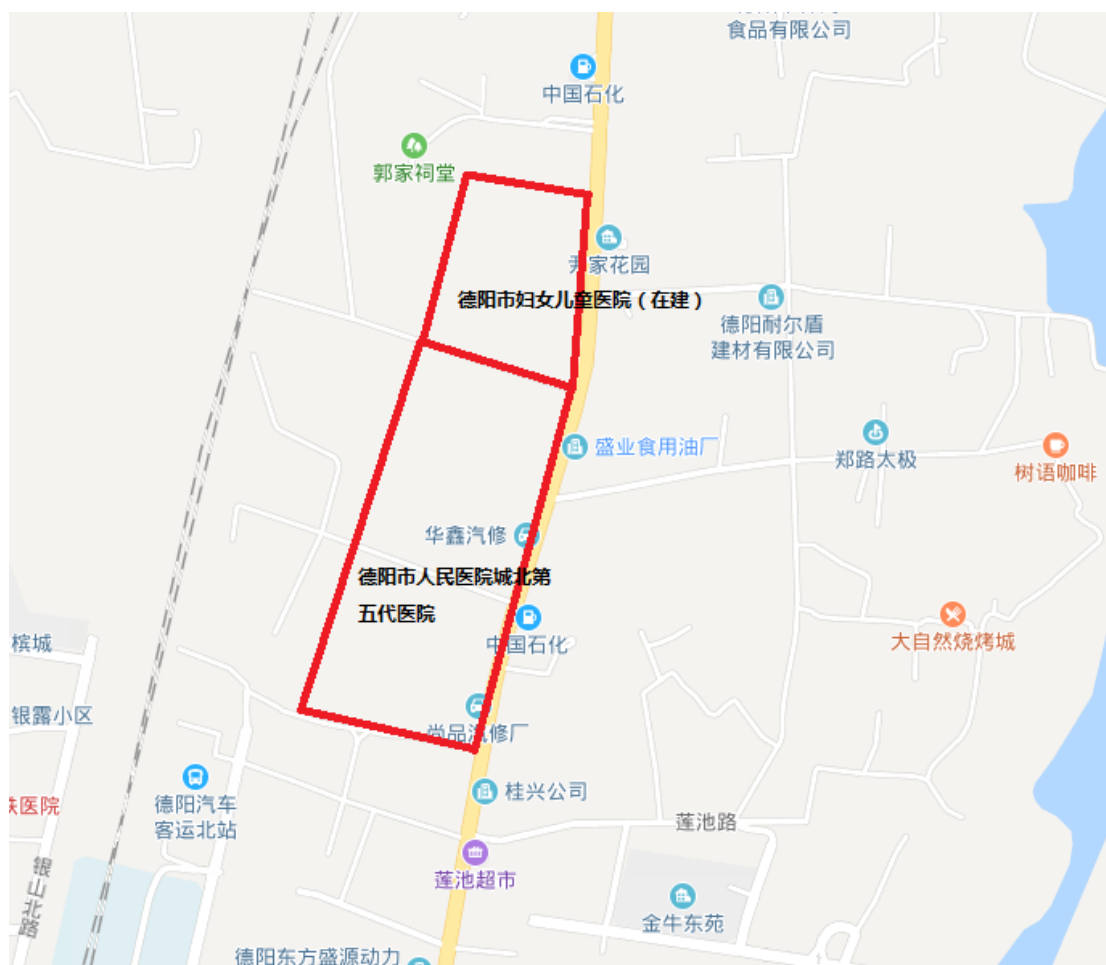 食品有限公司
中国石化
郭家祠堂
尹家花园
德阳市妇女儿童医院（在建）
德阳耐尔盾
建材有限公司
盛业食用油厂
郑路太极
树语咖啡
华鑫汽修
德阳市人民医院城北第
五代医院
中国石化
大自然烧烤城
槟城
银露小区
尚品汽修厂
德阳汽车
客运北站
桂兴公司
莲池路
铁医院
银山北路
莲池超市
金牛东苑
德阳东方盛源动力